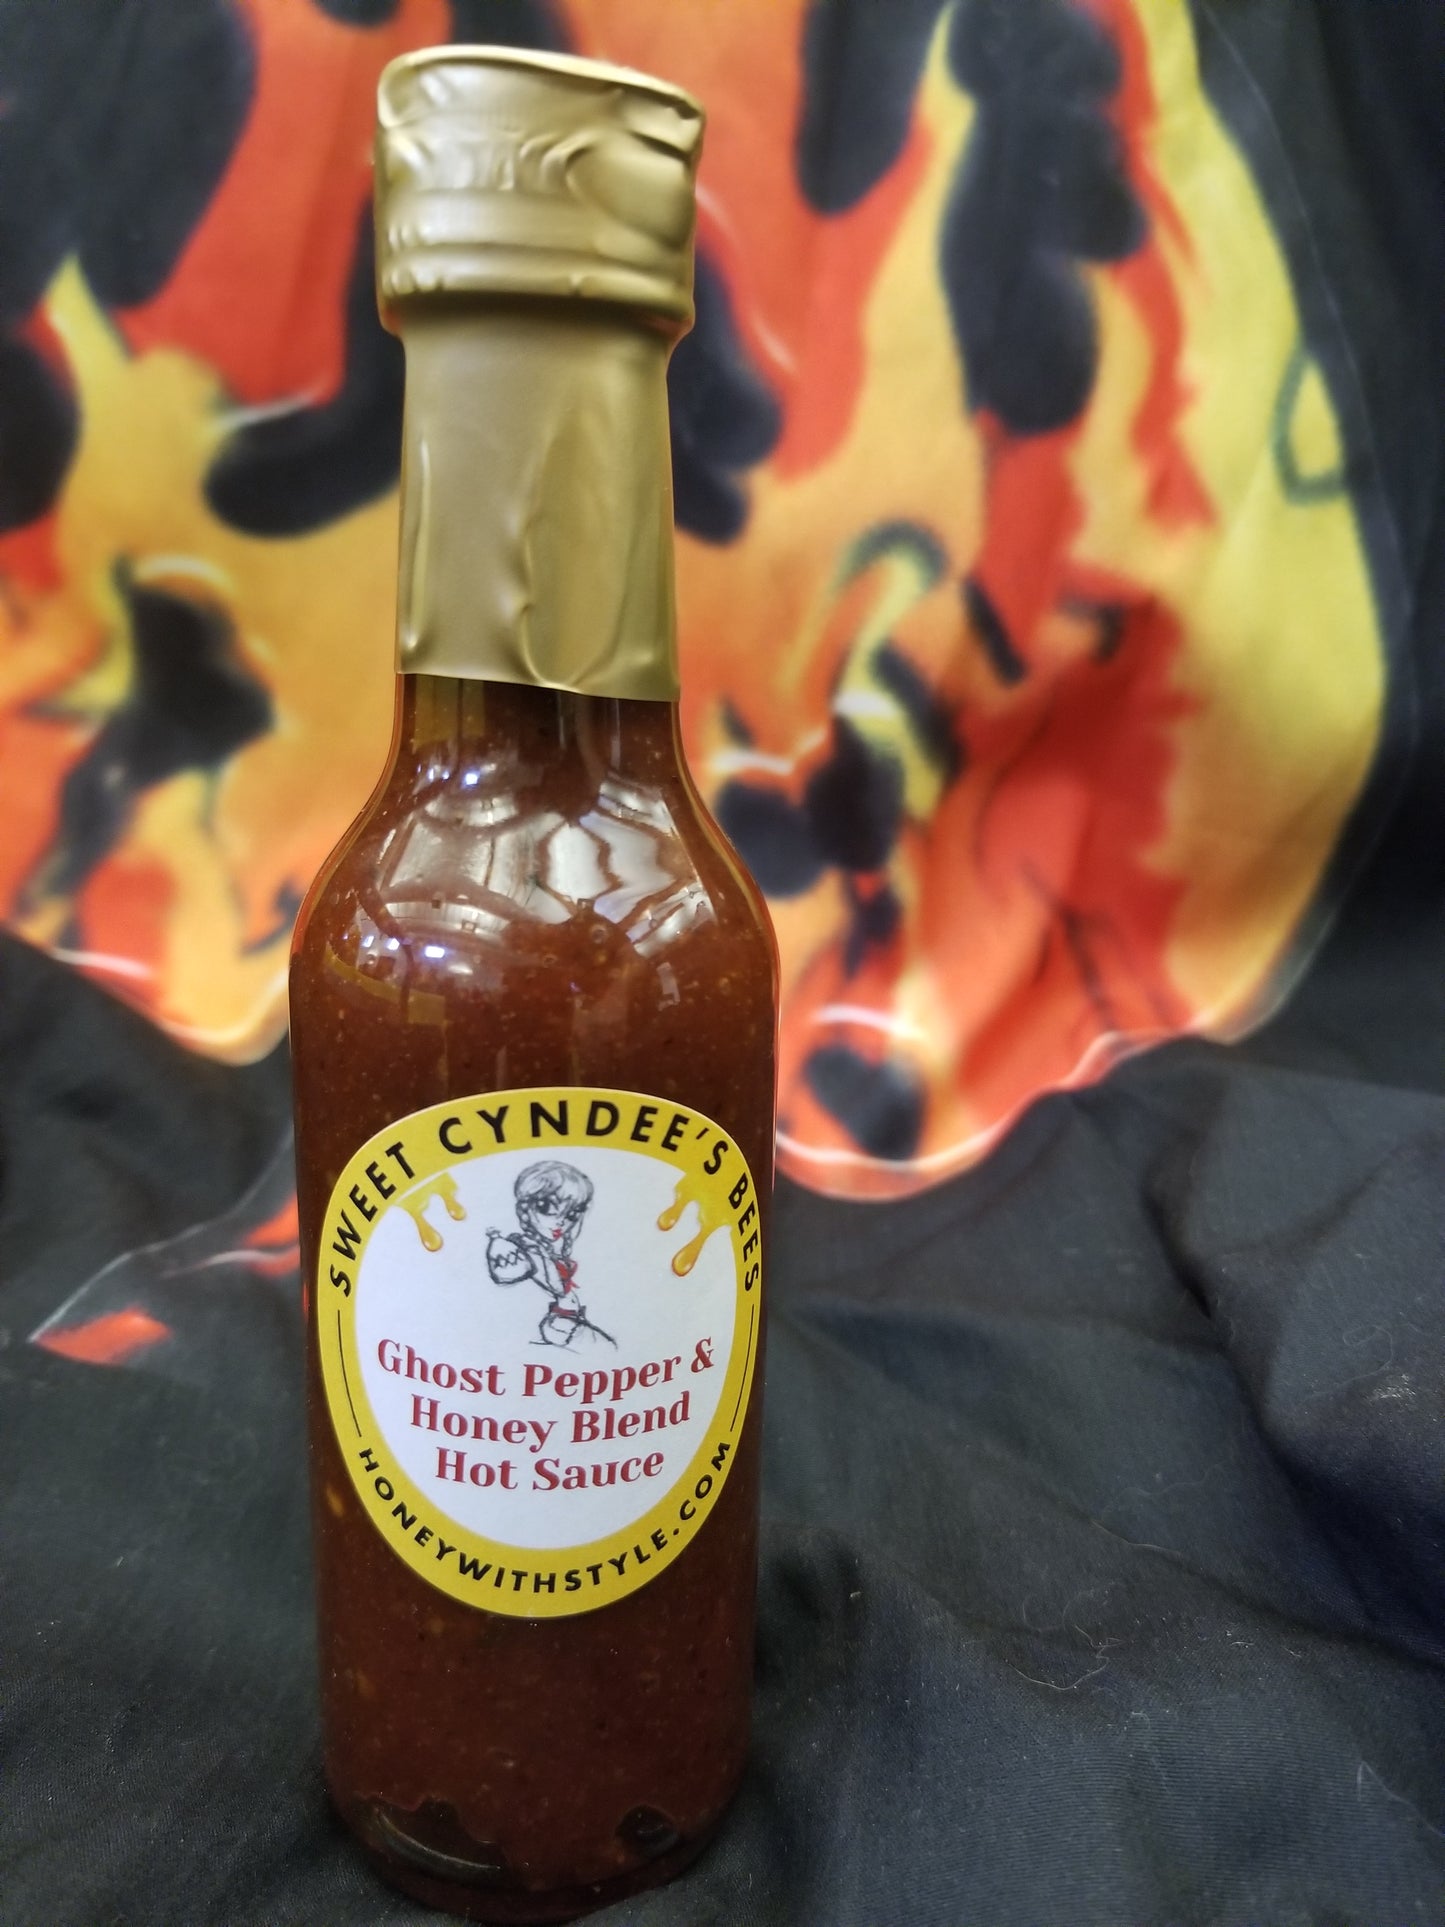 SWEET CYNDEE'S BEES
Ghost Pepper &
Honey Blend
Hot Sauce
HONEYWITHSTYLE.COM